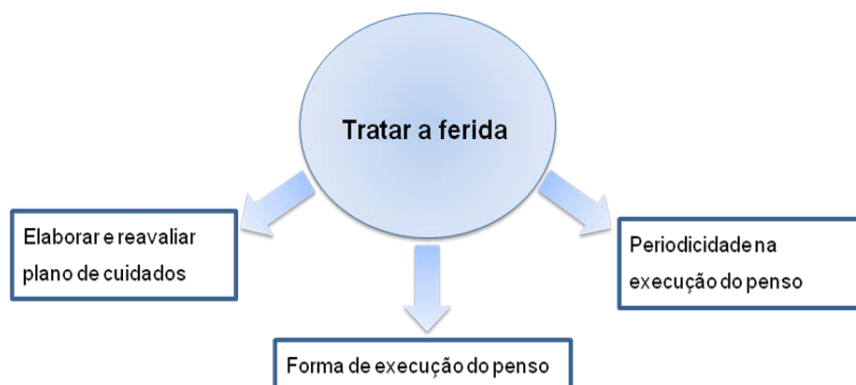 Tratar a ferida
Elaborar e reavaliar
plano de cuidados
Forma de execução do penso
Periodicidade na
execução do penso